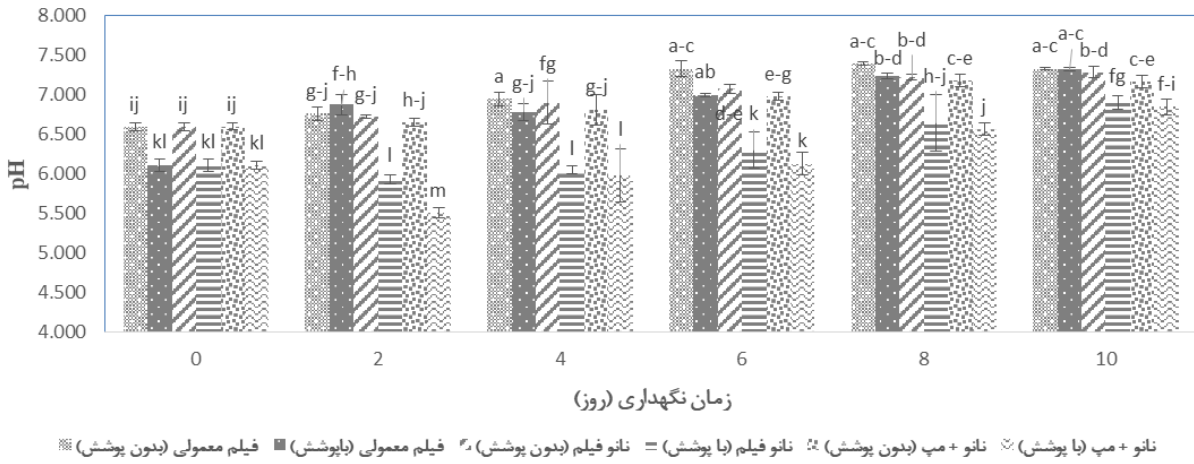 8.000
7.500
7.000
6.500
6.000
5.500
5.000
4.500
4.000
pH
ij kl ij kl ij kl
g-j f-h g-j l h-j m
a g-j fg l g-j l
a-c ab d-e k e-g k
a-c b-d b-d h-j c-e j
a-c a-c b-d fg c-e f-i
0 2 4 6 8 10
زمان نگهداری (روز)
فیلم معمولی (بدون پوشش) فیلم معمولی (باپوشش) نانو فیلم (بدون پوشش) نانو فیلم (با پوشش) نانو + مپ (بدون پوشش) نانو + مپ (با پوشش)